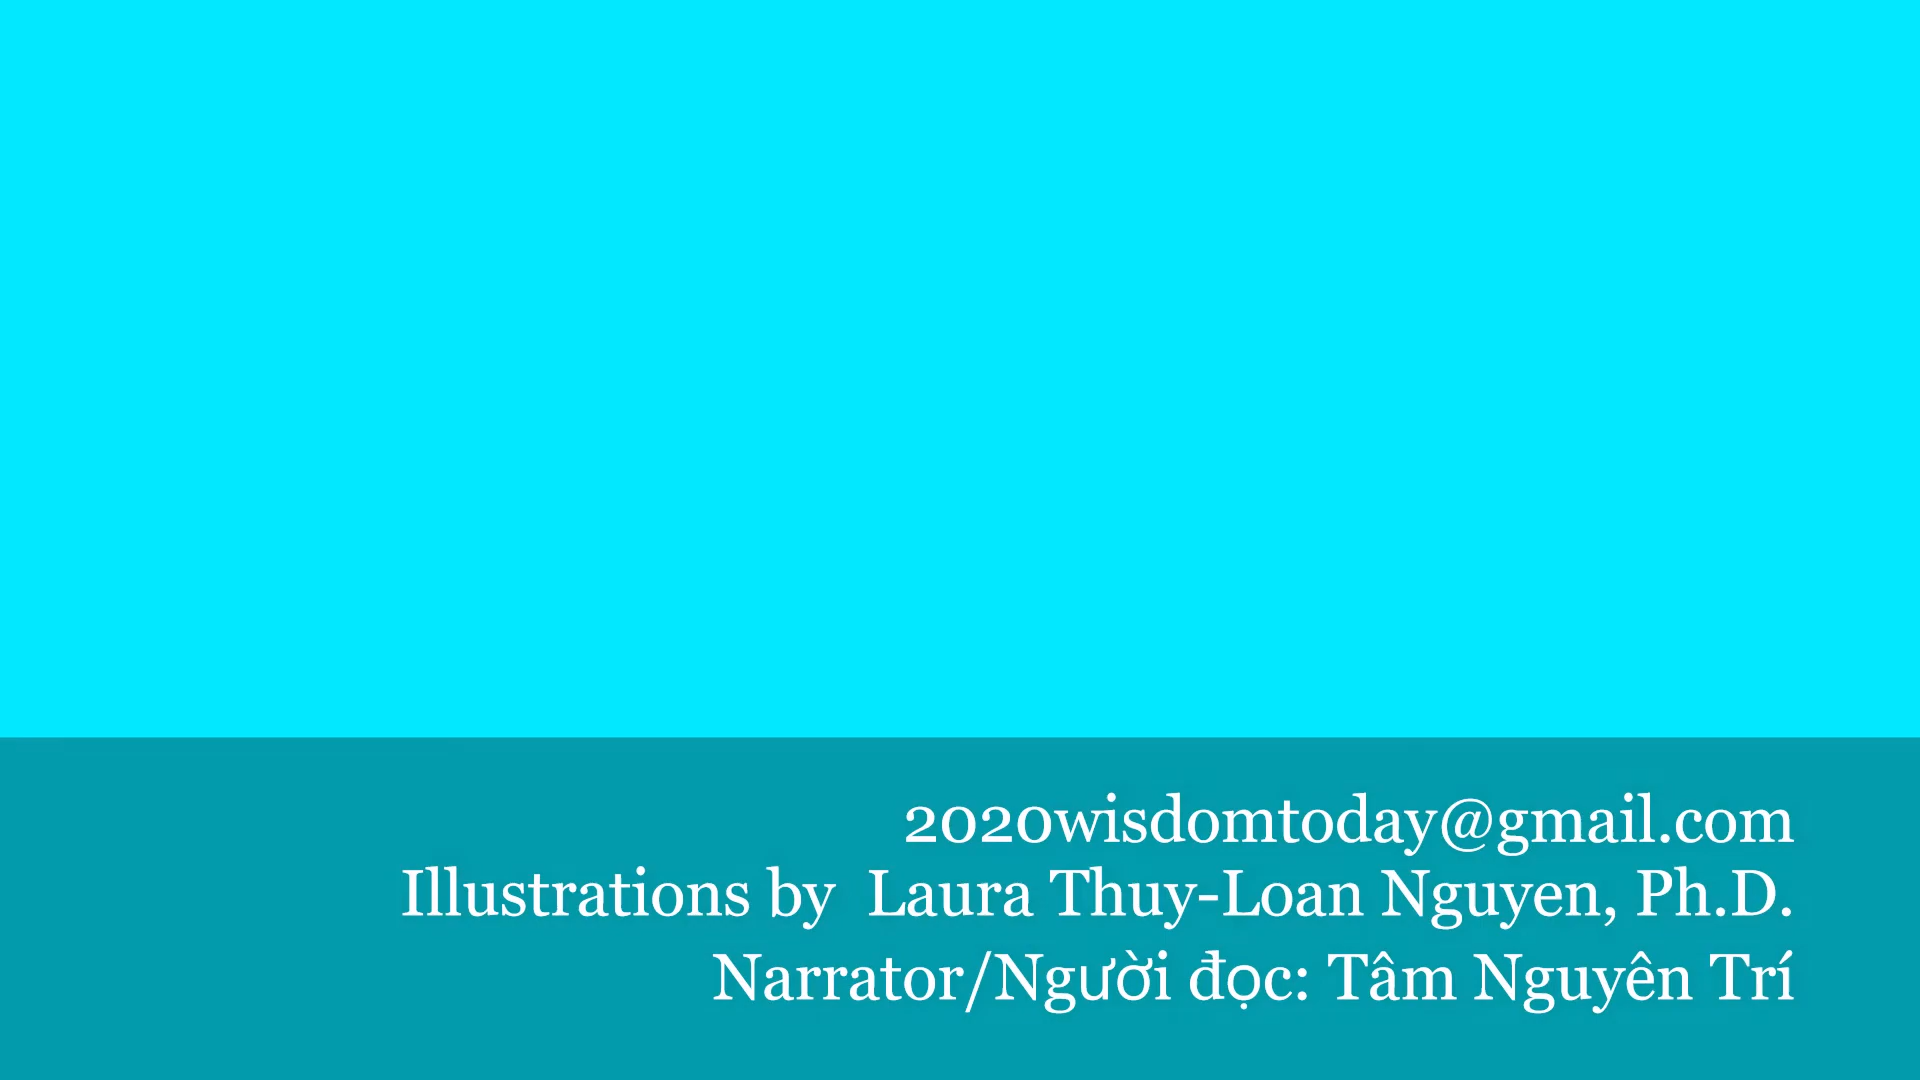 2020wisdomtoday@gmail.com
Illustrations by  Laura Thuy-Loan Nguyen, Ph.D.
Narrator/Người đọc: Tâm Nguyên Trí